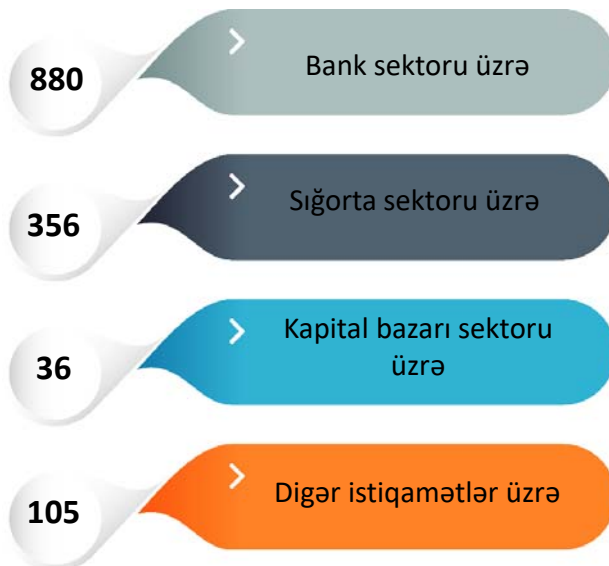 880
Bank sektoru üzrə
356
Sığorta sektoru üzrə
36
Kapital bazarı sektoru
üzrə
105
Digər istiqamətlər üzrə